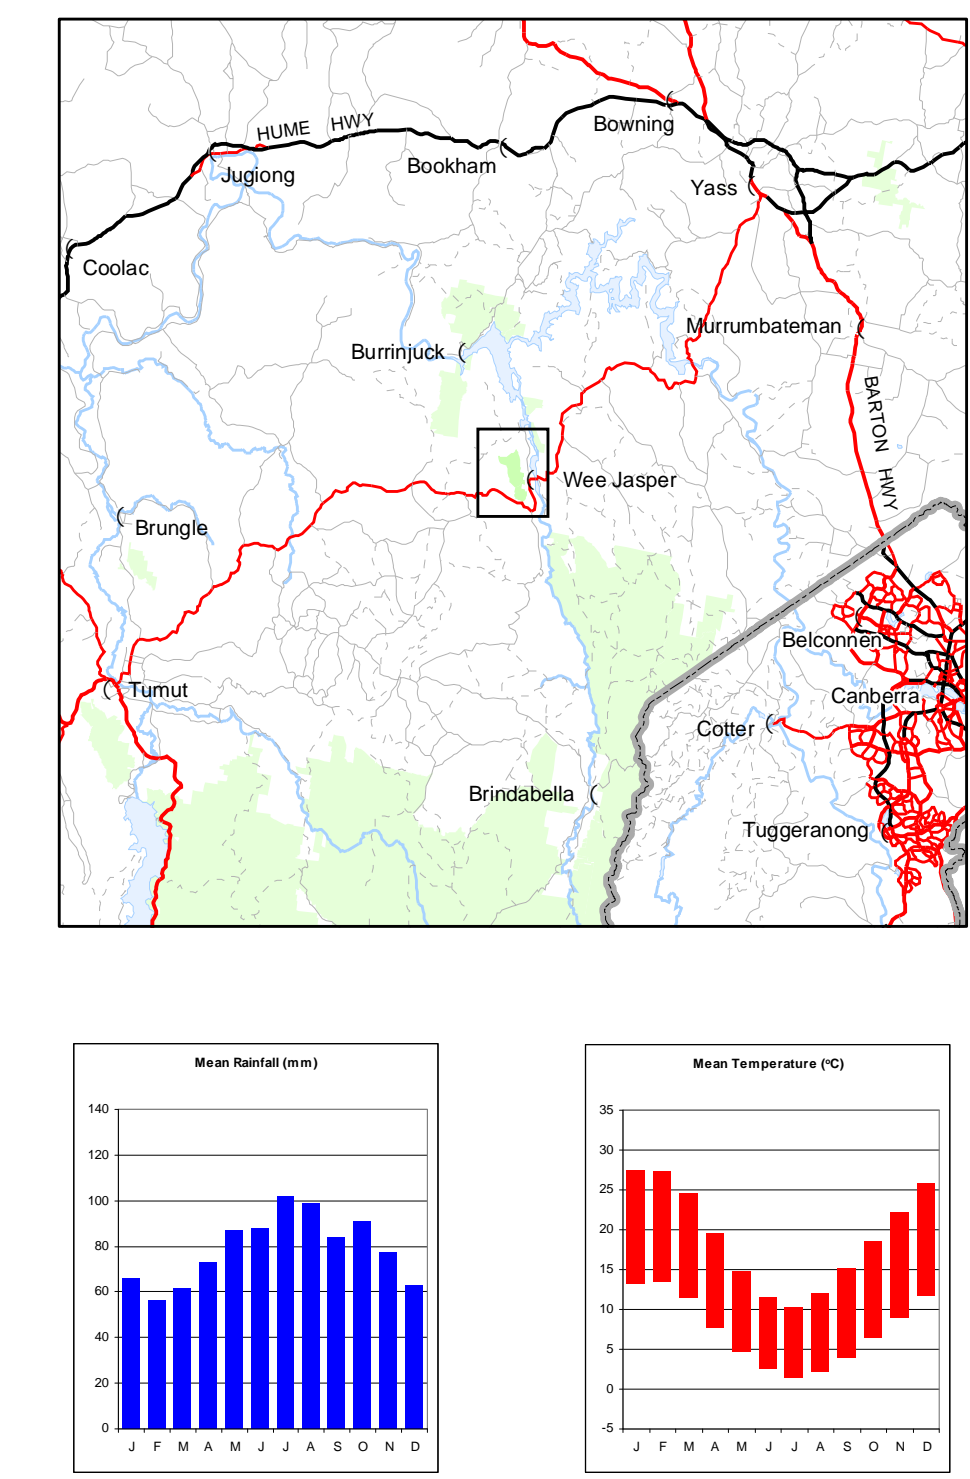 HUME HWY
Bowning
Bookham
Jugiong
Yass
Coolac
Murrumbateman
Burrinjuck
BARTON HWY
Wee Jasper
Brungle
Belconnen
Tumut
Canberra
Cotter
Brindabella
Tuggeranong
Mean Rainfall (mm)
140
120
100
80
60
40
20
0
J F M A M J J A S O N D
Mean Temperature (°C)
35
30
25
20
15
10
5
0
-5
J F M A M J J A S O N D